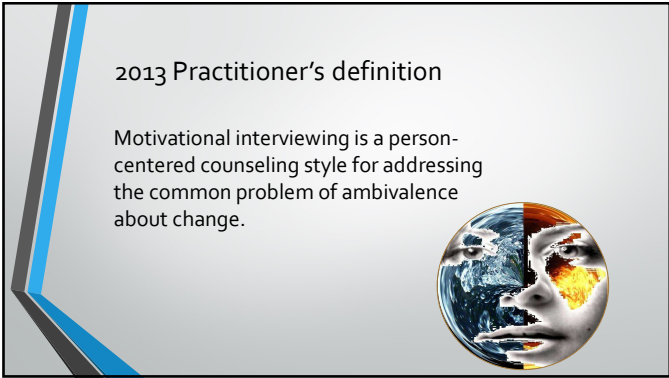 2013 Practitioner’s definition
Motivational interviewing is a person-
centered counseling style for addressing
the common problem of ambivalence
about change.